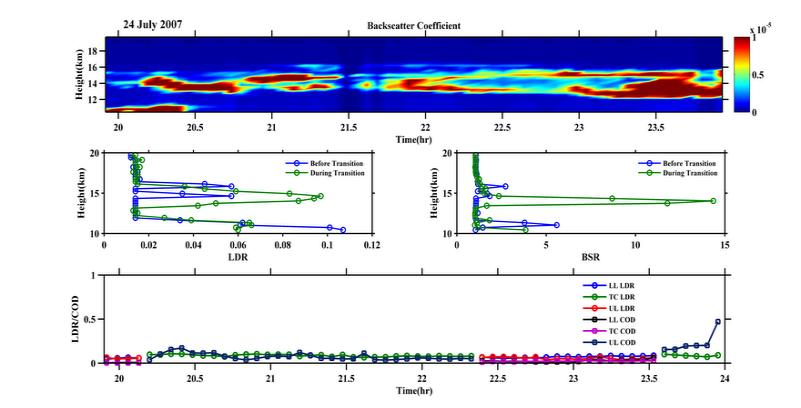 24 July 2007
Backscatter Coefficient
1 10^-5
18
16
14
12
Height(km)
0.5
0
20 20.5 21 21.5 22 22.5 23 23.5
Time(hr)
20
15
10
Height(km)
Before Transition
During Transition
0 0.02 0.04 0.06 0.08 0.1 0.12
LDR
20
15
10
Height(km)
Before Transition
During Transition
0 5 10 15
BSR
1
0.5
0
LDR/COD
LL LDR
TC LDR
UL LDR
LL COD
TC COD
UL COD
20 20.5 21 21.5 22 22.5 23 23.5 24
Time(hr)